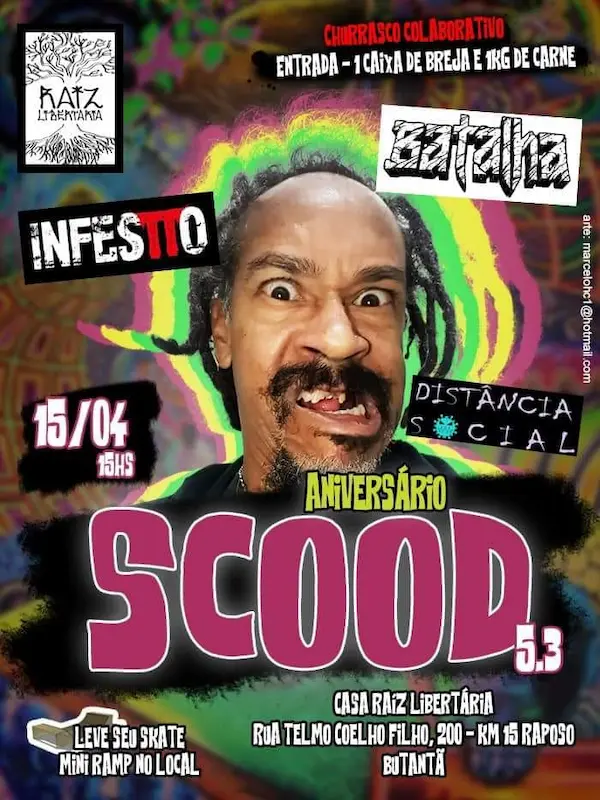 CHURRASCO COLABORATIVO
ENTRADA - 1 CAIXA DE BREJA E 1KG DE CARNE
RAIZ
LIBERTARIA
Batalha
INFESTTO
arte: marcelohc1@hotmail.com
DISTÂNCIA
SOCIAL
15/04
15HS
ANIVERSÁRIO
SCOOD
5.3
CASA RAÍZ LIBERTÁRIA
RUA TELMO COELHO FILHO, 200 - KM 15 RAPOSO
BUTANTÃ
LEVE SEU SKATE
MINI RAMP NO LOCAL